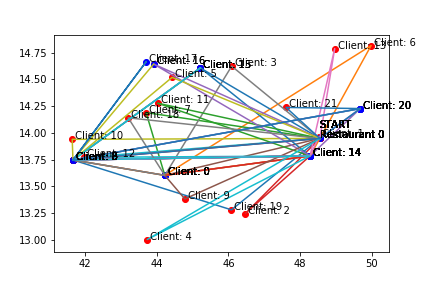 14.75
14.50
14.25
14.00
13.75
13.50
13.25
13.00
42
44
46
48
50
Client: 6
Client: 13
Client: 17
Client: 16
Client: 15
Client: 3
Client: 5
Client: 11
Client: 7
Client: 18
Client: 21
Client: 20
START
Restaurant 0
Client: 10
Client: 12
Client: 14
Client: 0
Client: 9
Client: 19
Client: 2
Client: 4